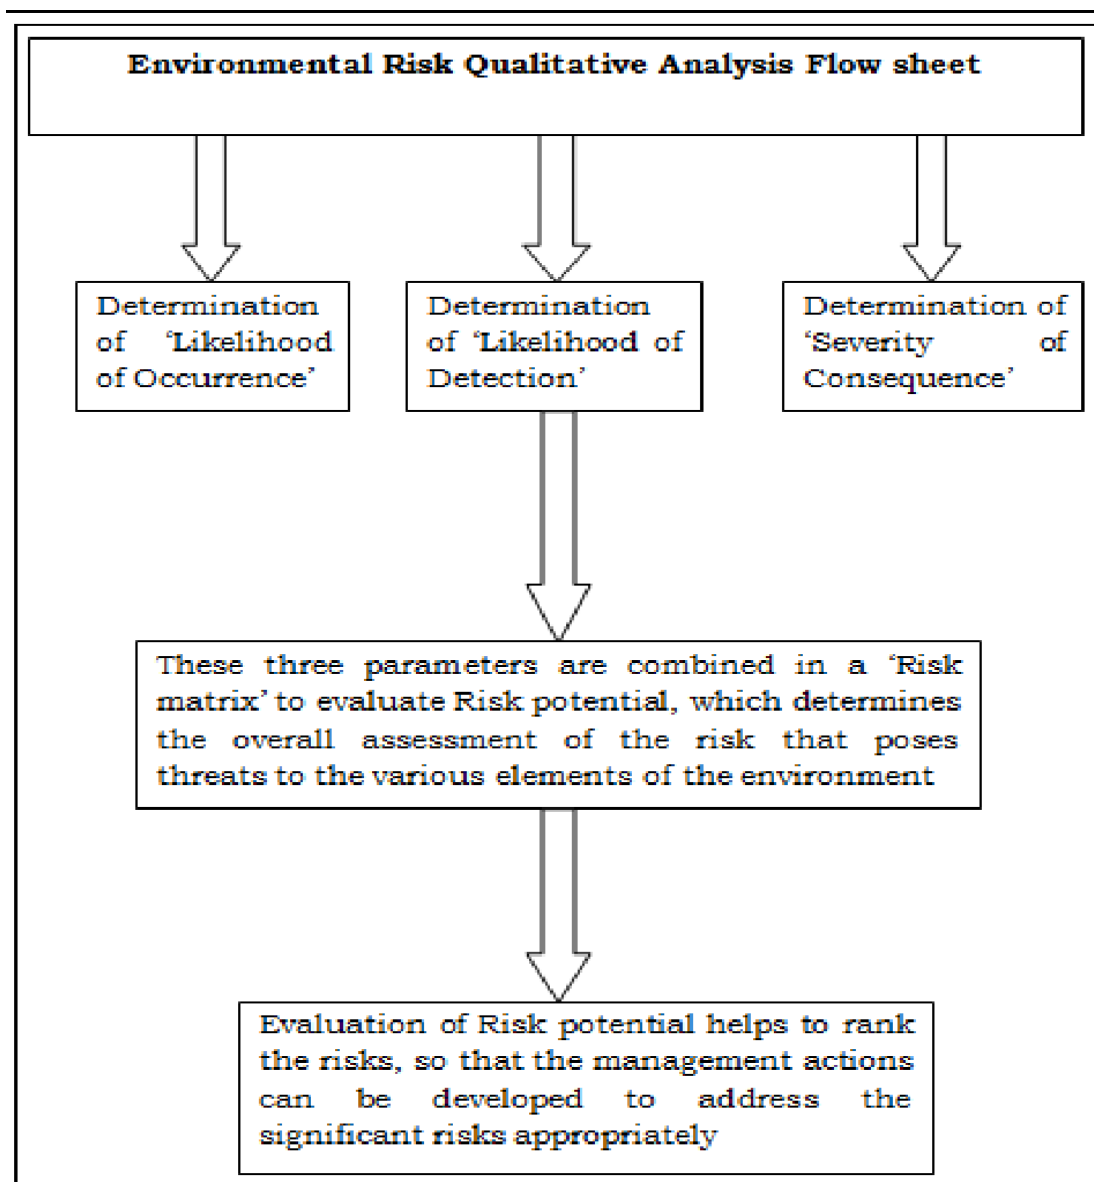 Environmental Risk Qualitative Analysis Flow sheet
Determination
of ‘Likelihood
of Occurrence’
Determination
of ‘Likelihood of
Detection’
Determination of
‘Severity of
Consequence’
These three parameters are combined in a ‘Risk
matrix’ to evaluate Risk potential, which determines
the overall assessment of the risk that poses
threats to the various elements of the environment
Evaluation of Risk potential helps to rank
the risks, so that the management actions
can be developed to address the
significant risks appropriately